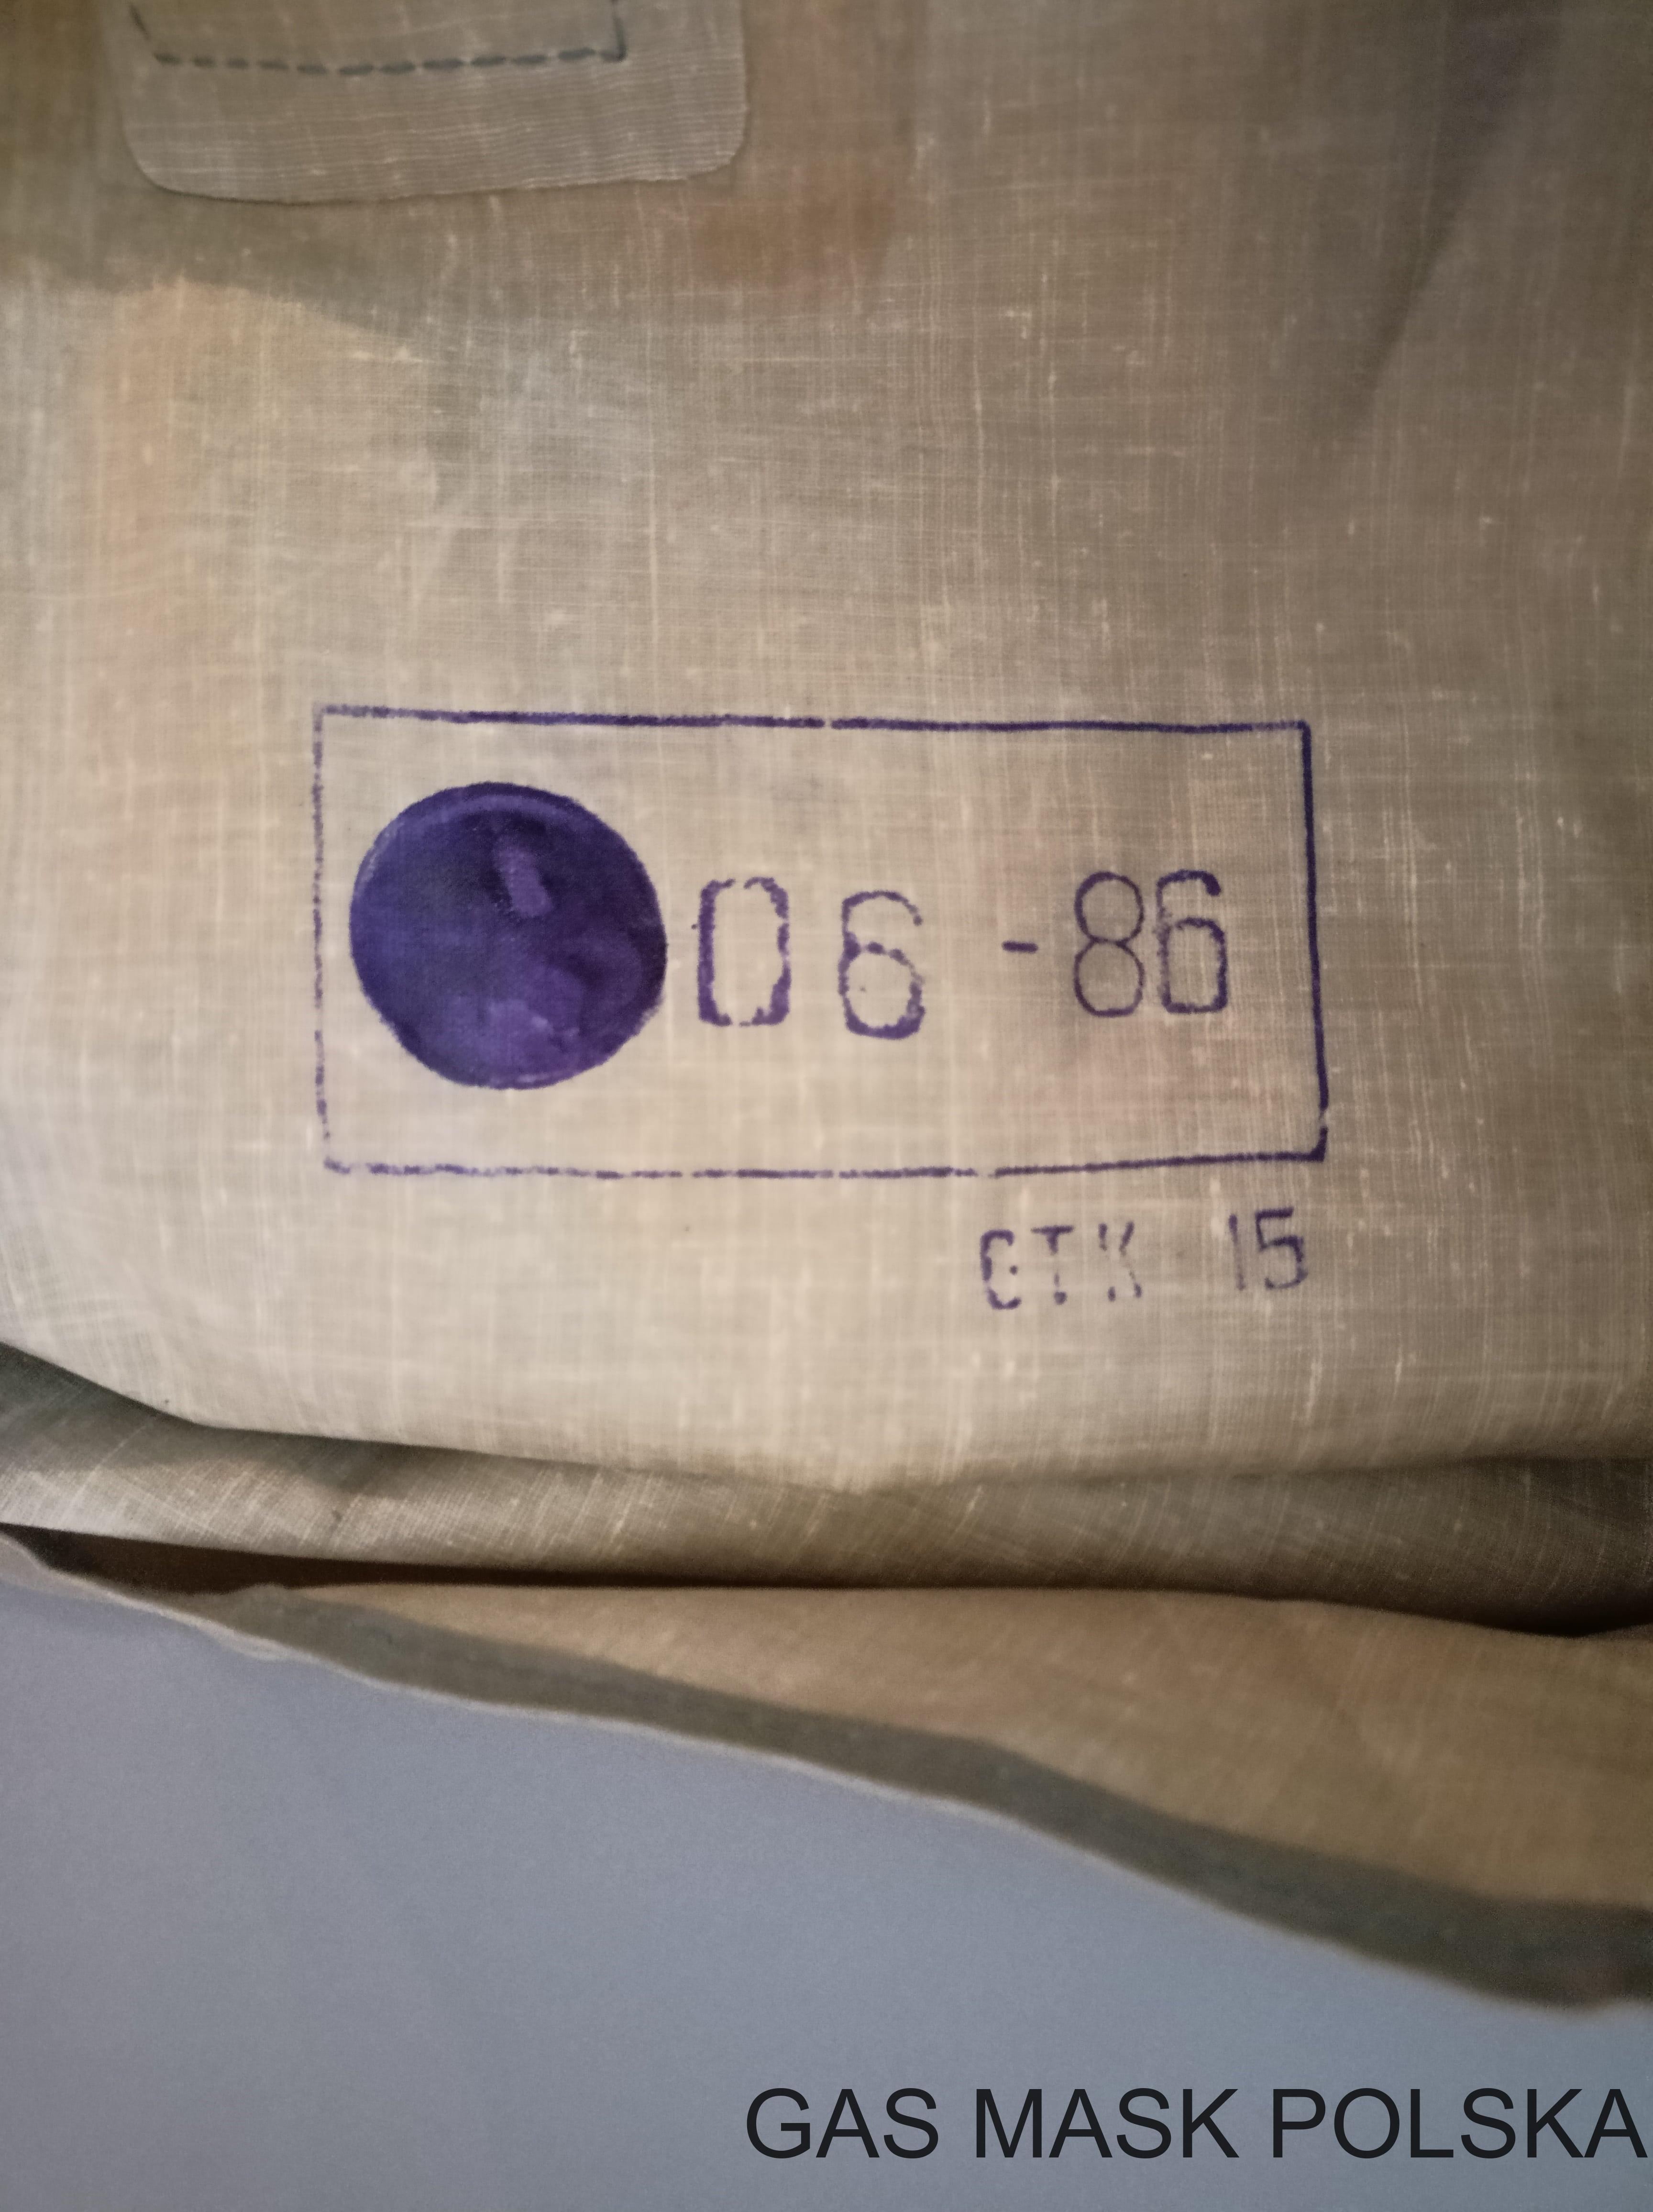 06-86
ОТК 15
GAS MASK POLSKA